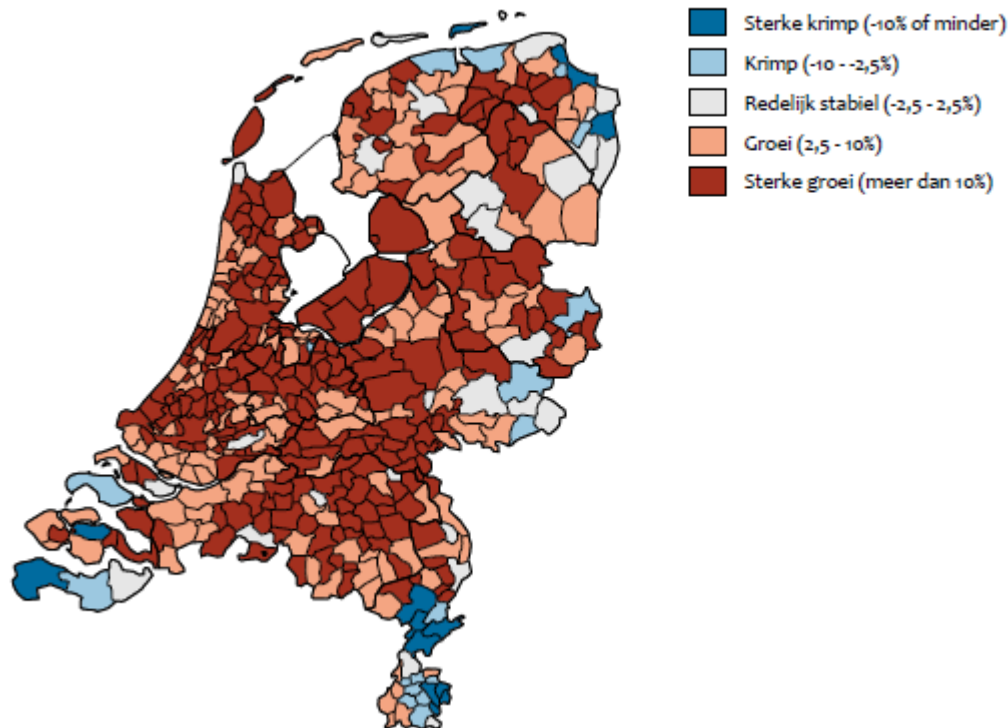 Sterke krimp (-10% of minder)
Krimp (-10 - -2,5%)
Redelijk stabiel (-2,5 - 2,5%)
Groei (2,5 - 10%)
Sterke groei (meer dan 10%)